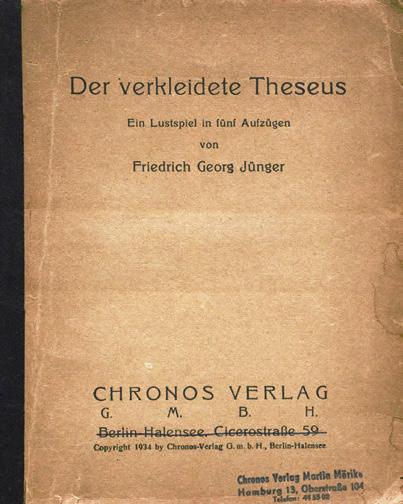 Der verkleidete Theseus
Ein Lustspiel in fünf Aufzügen
von
Friedrich Georg Jünger
CHRONOS VERLAG
G. M. B. H.
Berlin-Halensee, Cicerostraße 59
Copyright 1934 by Chronos-Verlag G. m. b. H., Berlin-Halensee
Chronos Verlag Martin Mörike
Hamburg 13, Oberstraße 104
Telefon: